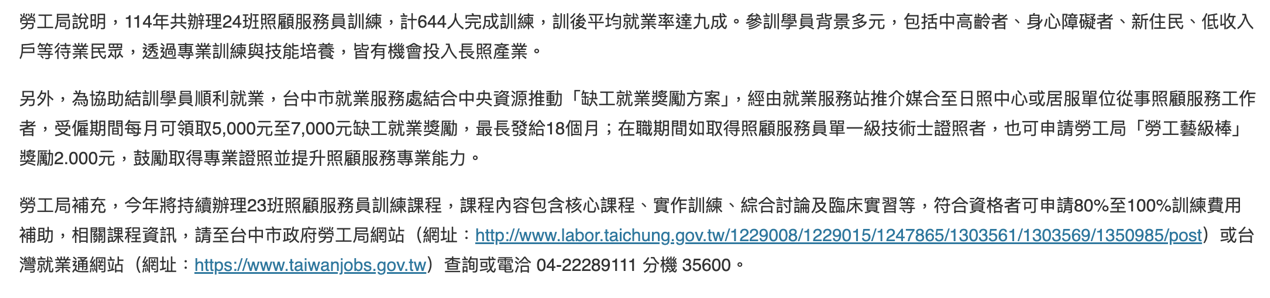 勞工局說明，114年共辦理24班照顧服務員訓練，計644人完成訓練，訓後平均就業率達九成。參訓學員背景多元，包括中高齡者、身心障礙者、新住民、低收入
戶等待業民眾，透過專業訓練與技能培養，皆有機會投入長照產業。
另外，為協助結訓學員順利就業，台中市就業服務處結合中央資源推動「缺工就業獎勵方案」，經由就業服務站推介媒合至日照中心或居服單位從事照顧服務工作
者，受僱期間每月可領取5,000元至7,000元缺工就業獎勵，最長發給18個月；在職期間如取得照顧服務員單一級技術士證照者，也可申請勞工局「勞工藝級棒」
獎勵2.000元，鼓勵取得專業證照並提升照顧服務專業能力。
勞工局補充，今年將持續辦理23班照顧服務員訓練課程，課程內容包含核心課程、實作訓練、綜合討論及臨床實習等，符合資格者可申請80%至100%訓練費用
補助，相關課程資訊，請至台中市政府勞工局網站（網址：http://www.labor.taichung.gov.tw/1229008/1229015/1247865/1303561/1303569/1350985/post）或台
灣就業通網站（網址：https://www.taiwanjobs.gov.tw）查詢或電洽 04-22289111 分機 35600。